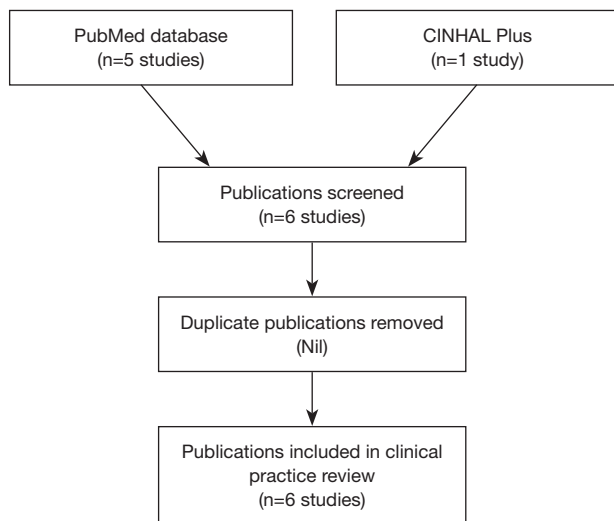 PubMed database
(n=5 studies)
CINHAL Plus
(n=1 study)
Publications screened
(n=6 studies)
Duplicate publications removed
(Nil)
Publications included in clinical
practice review
(n=6 studies)